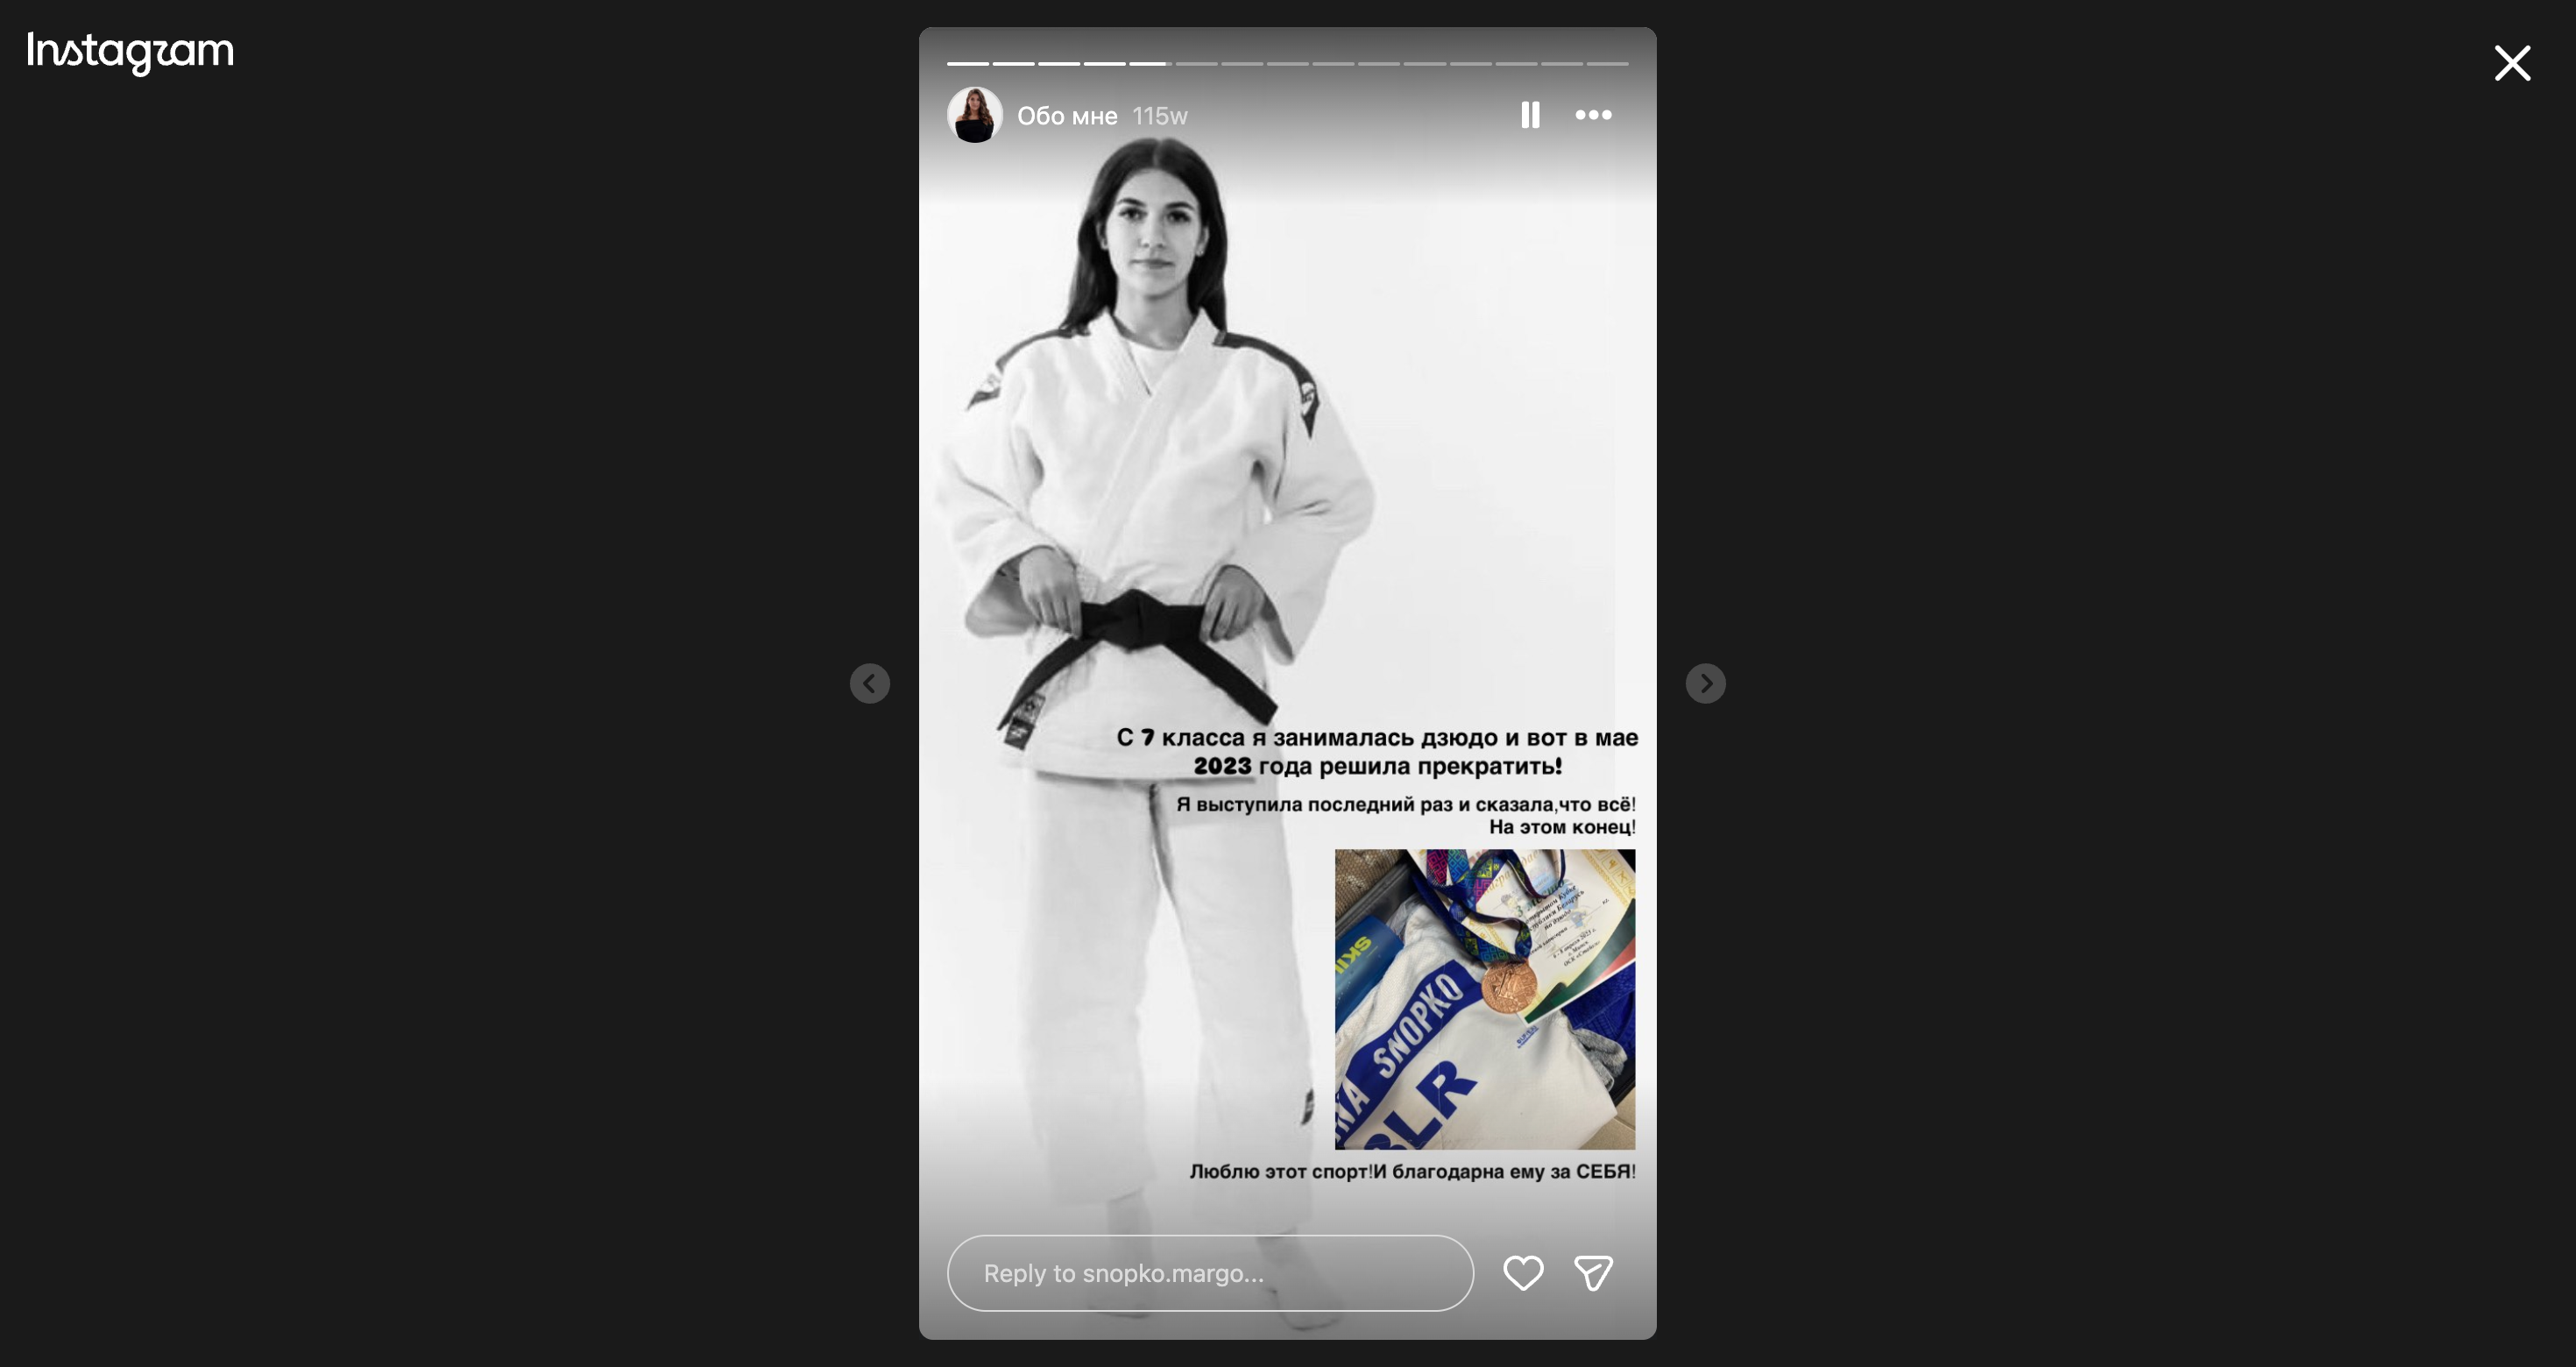 Instagram
Обо мне 115w
С 7 класса я занималась дзюдо и вот в мае
2023 года решила прекратить!
Я выступила последний раз и сказала,что всё!
На этом конец!
SNOPKO
BLR
Люблю этот спорт!И благодарна ему за СЕБЯ!
Reply to snopko.margo...